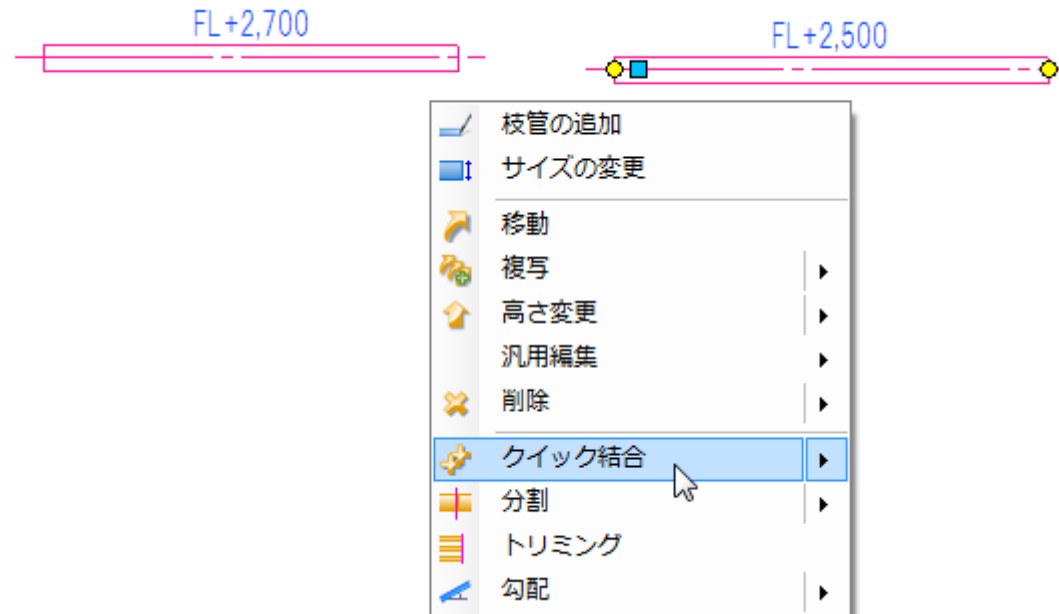 FL+2,700
FL+2,500
枝管の追加
サイズの変更
移動
複写
高さ変更
汎用編集
削除
クイック結合
分割
トリミング
勾配